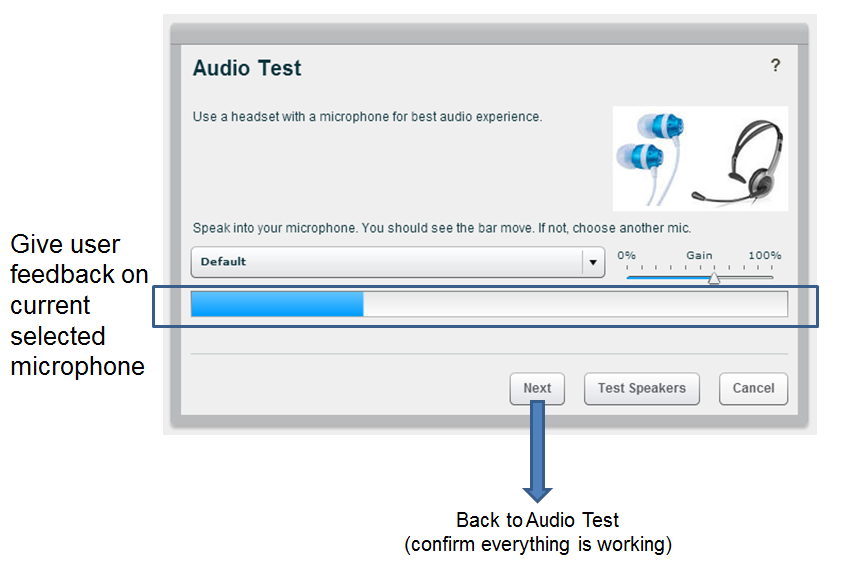 Audio Test
?
Use a headset with a microphone for best audio experience.
Speak into your microphone. You should see the bar move. If not, choose another mic.
Default
0% Gain 100%
Give user
feedback on
current
selected
microphone
Next Test Speakers Cancel
Back to Audio Test
(confirm everything is working)